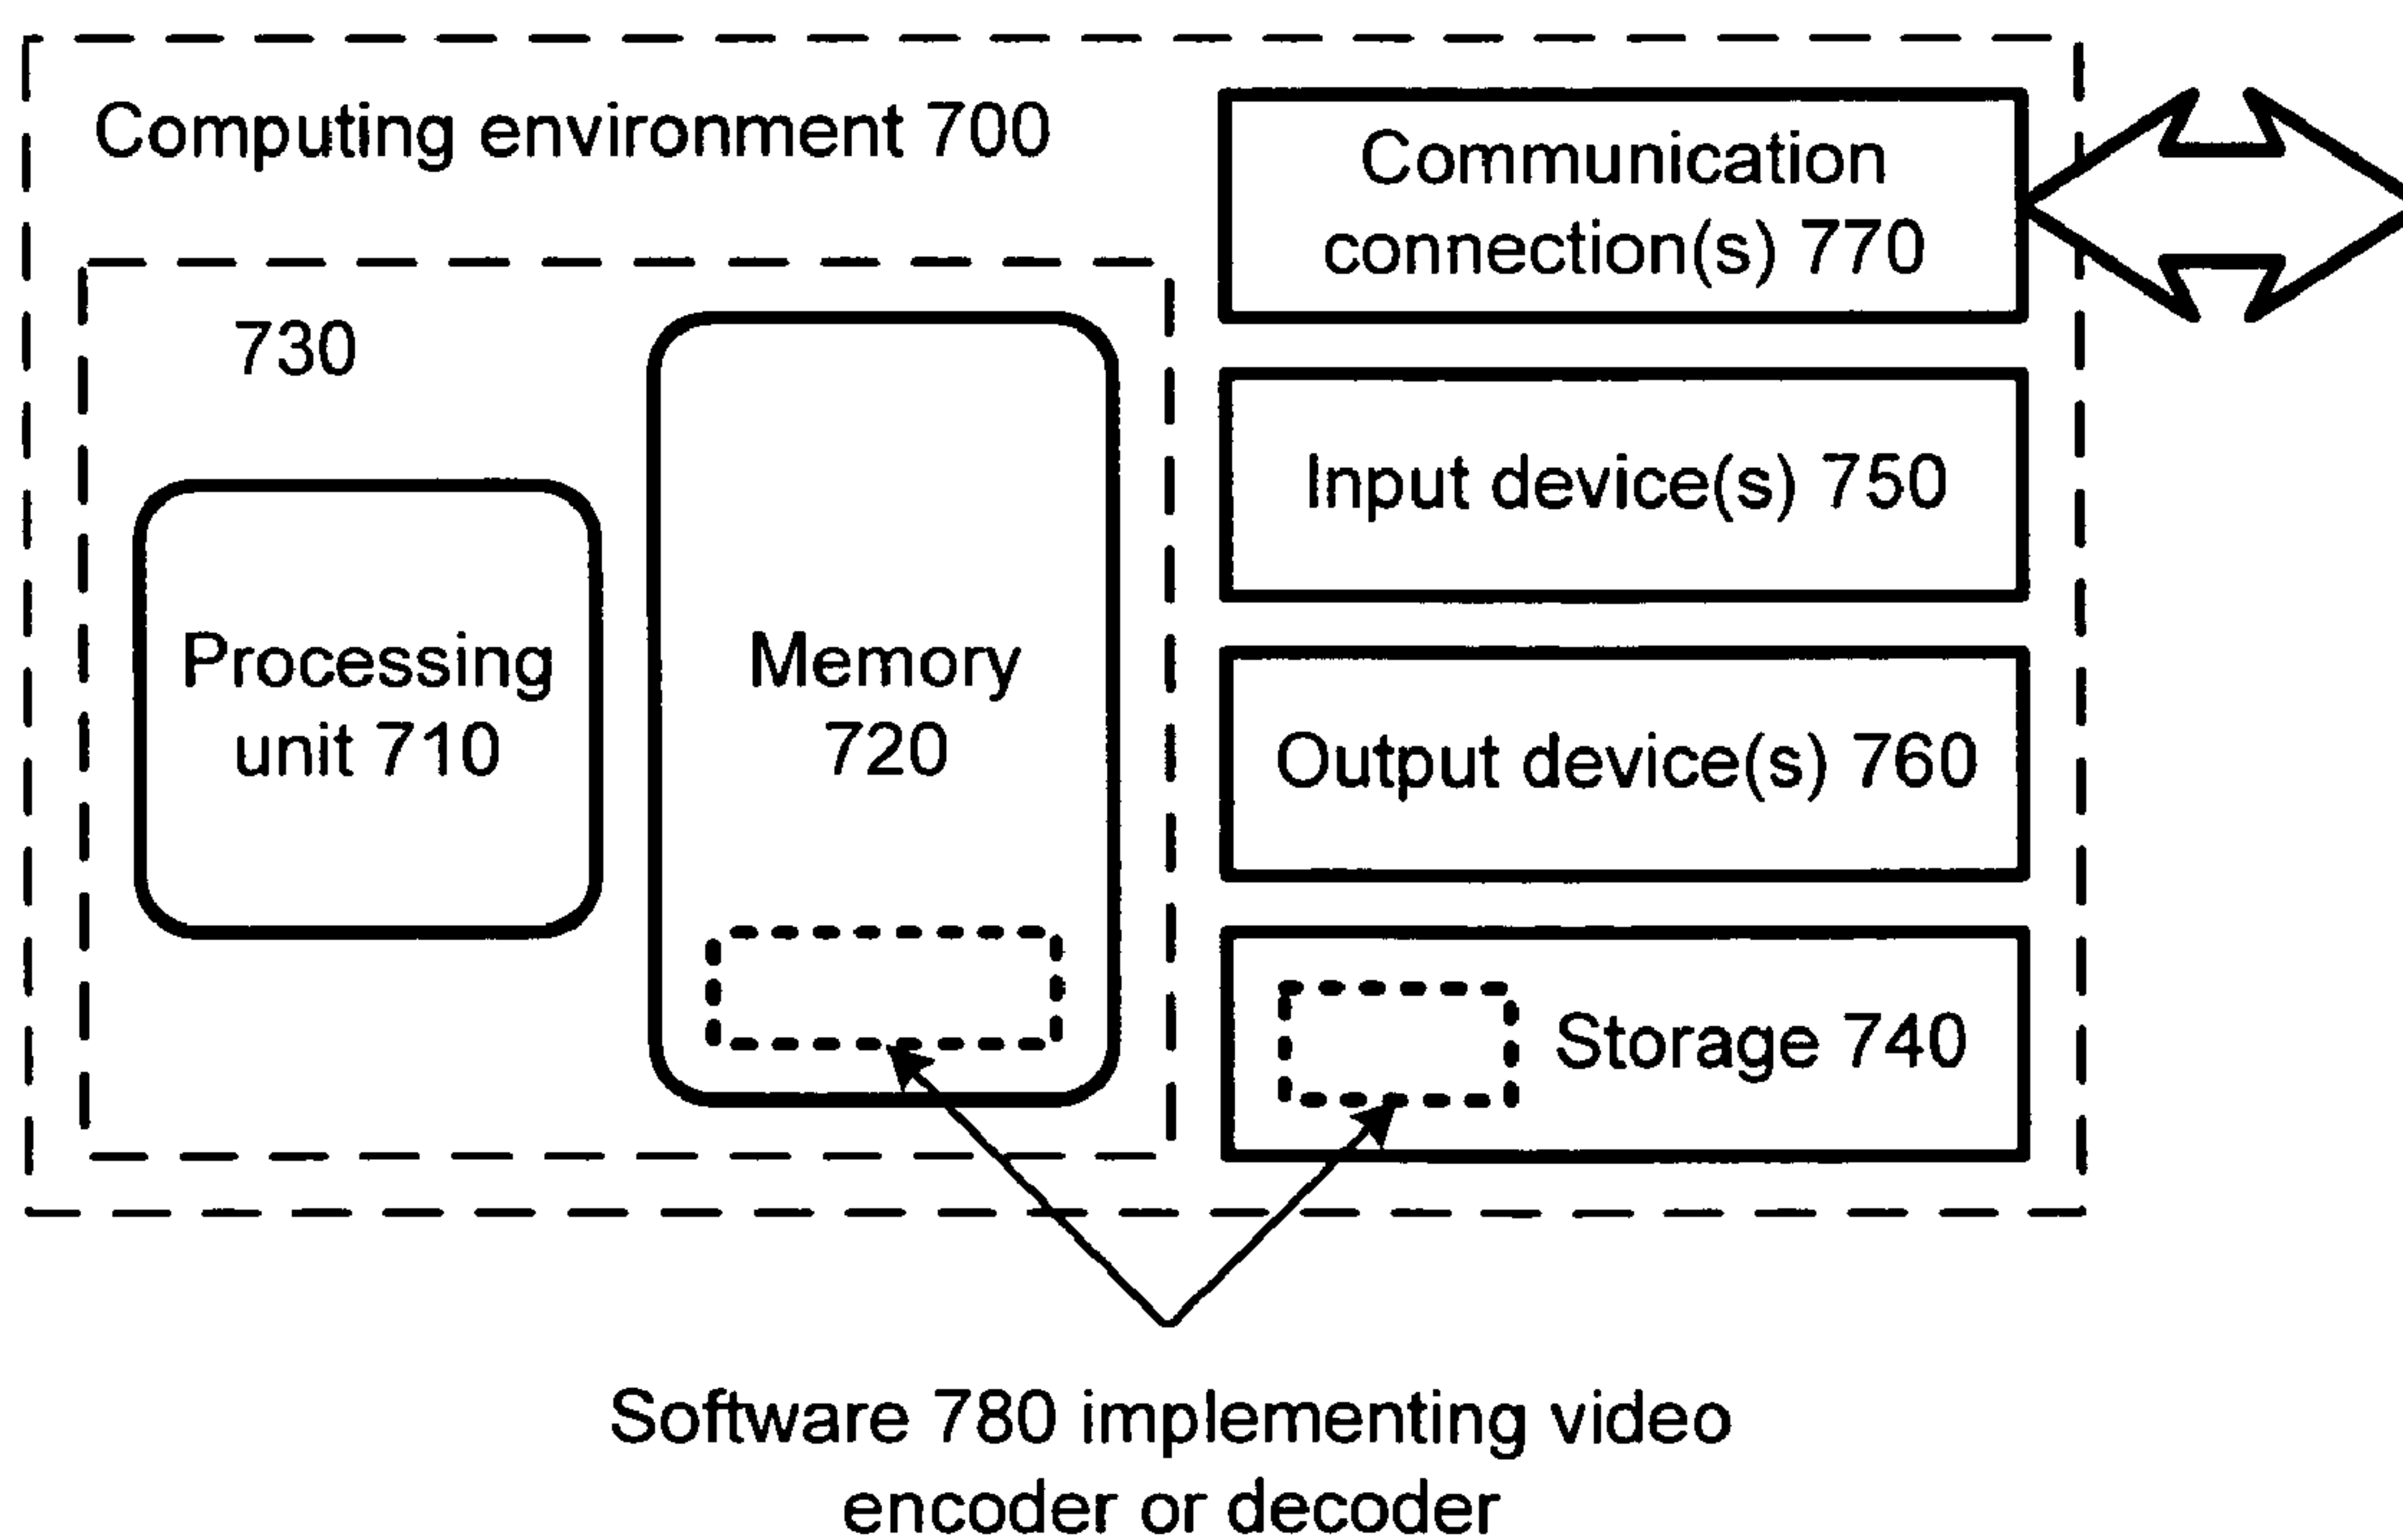 Computing environment 700
Communication
connection(s) 770
730
Input device(s) 750
Processing
unit 710
Memory
720
Output device(s) 760
Storage 740
Software 780 implementing video
encoder or decoder